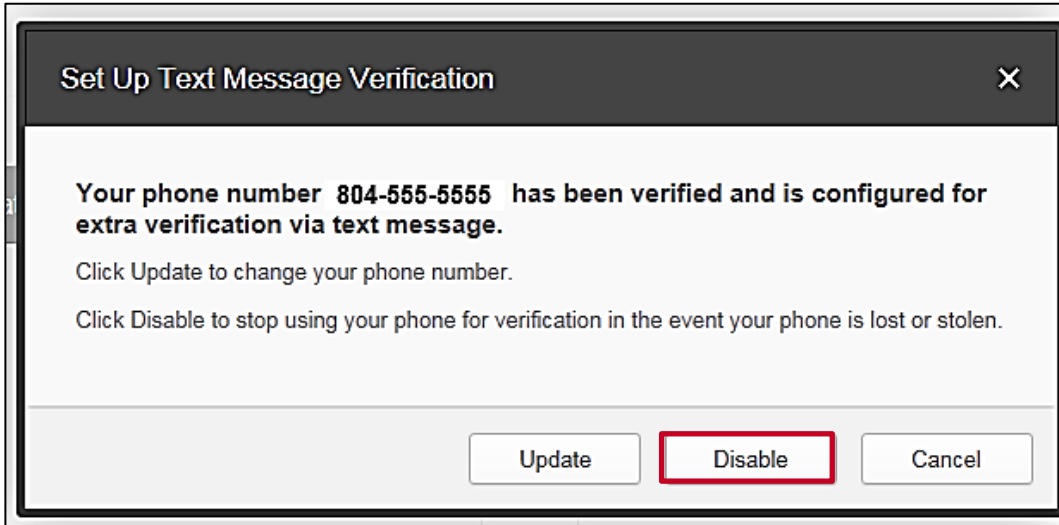 Set Up Text Message Verification
Your phone number 804-555-5555 has been verified and is configured for
extra verification via text message.
Click Update to change your phone number.
Click Disable to stop using your phone for verification in the event your phone is lost or stolen.
Update Disable Cancel